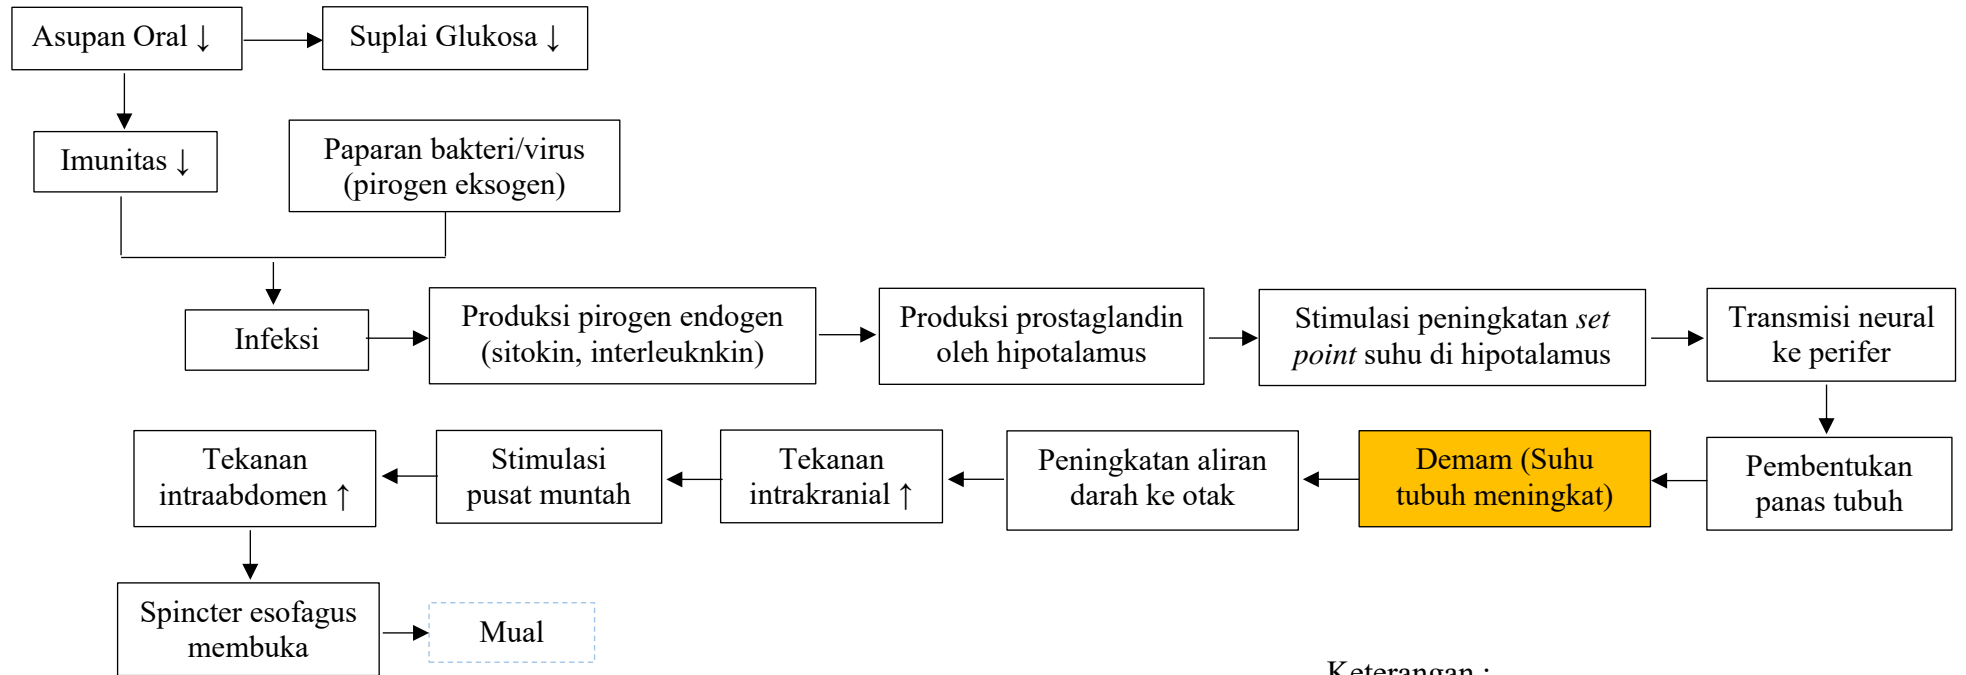 Asupan Oral ↓
Suplai Glukosa ↓
Imunitas ↓
Paparan bakteri/virus
(pirogen eksogen)
Infeksi
Produksi pirogen endogen
(sitokin, interleuknkin)
Produksi prostaglandin
oleh hipotalamus
Stimulasi peningkatan set
point suhu di hipotalamus
Transmisi neural
ke perifer
Pembentukan
panas tubuh
Demam (Suhu
tubuh meningkat)
Peningkatan aliran
darah ke otak
Tekanan
intrakranial ↑
Stimulasi
pusat muntah
Tekanan
intraabdomen ↑
Spincter esofagus
membuka
Mual
Keterangan :